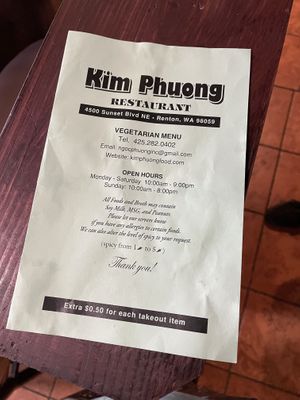 Kim Phuong
RESTAURANT
4500 Sunset Blvd NE - Renton, WA 98059
VEGETARIAN MENU
Tel. 425.282.0402
Email: ngocphuonginc@gmail.com
Website: kimphuongfood.com
OPEN HOURS
Monday - Saturday 10:00am - 9:00pm
Sunday: 10:00am - 8:00pm
All Foods and Broth may contain
Soy Milk, MSG, and Peanuts.
Please let our servers know
if you have any allergies to certain foods.
We can also alter the level of spicy to your request.
(spicy from 1 to 5)
Thank you!
Extra $0.50 for each takeout item